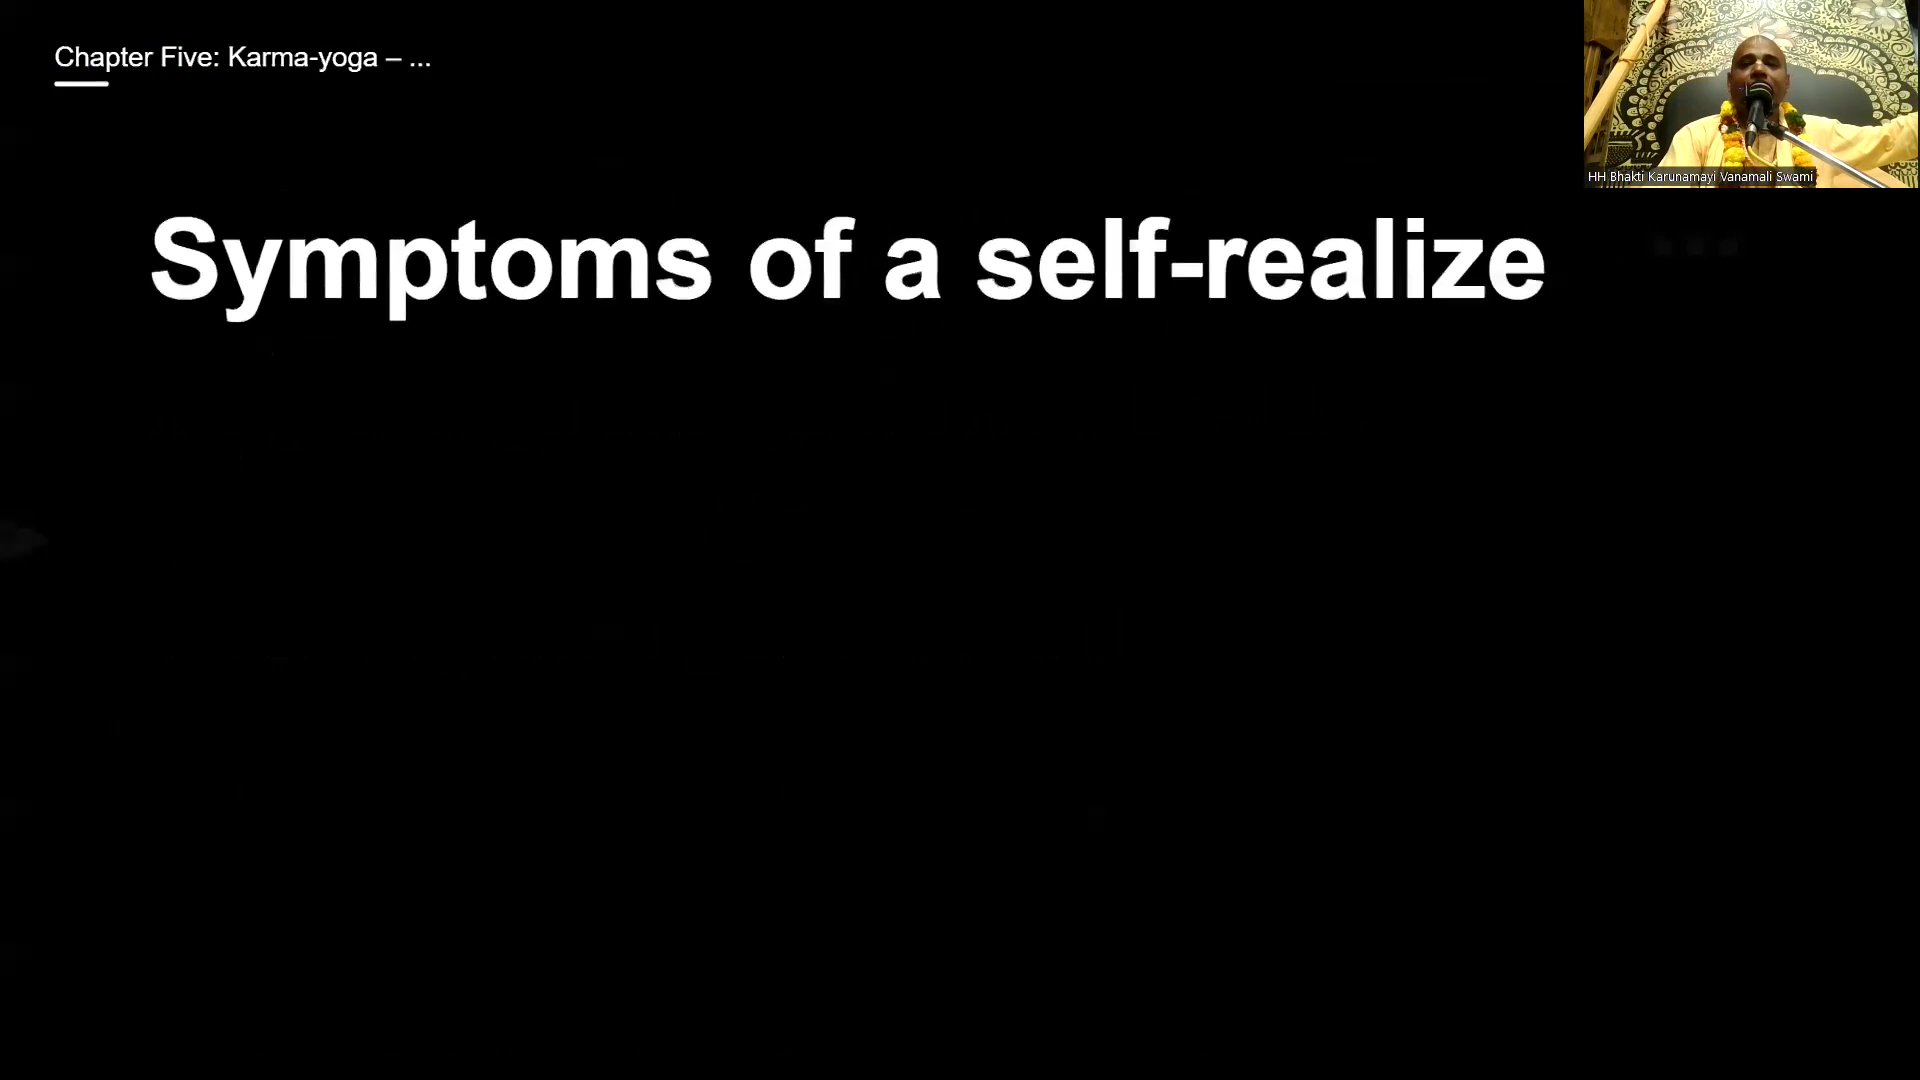 Chapter Five: Karma-yoga – ...
HH Bhakti Karunamayi Vanamali Swami
Symptoms of a self-realize